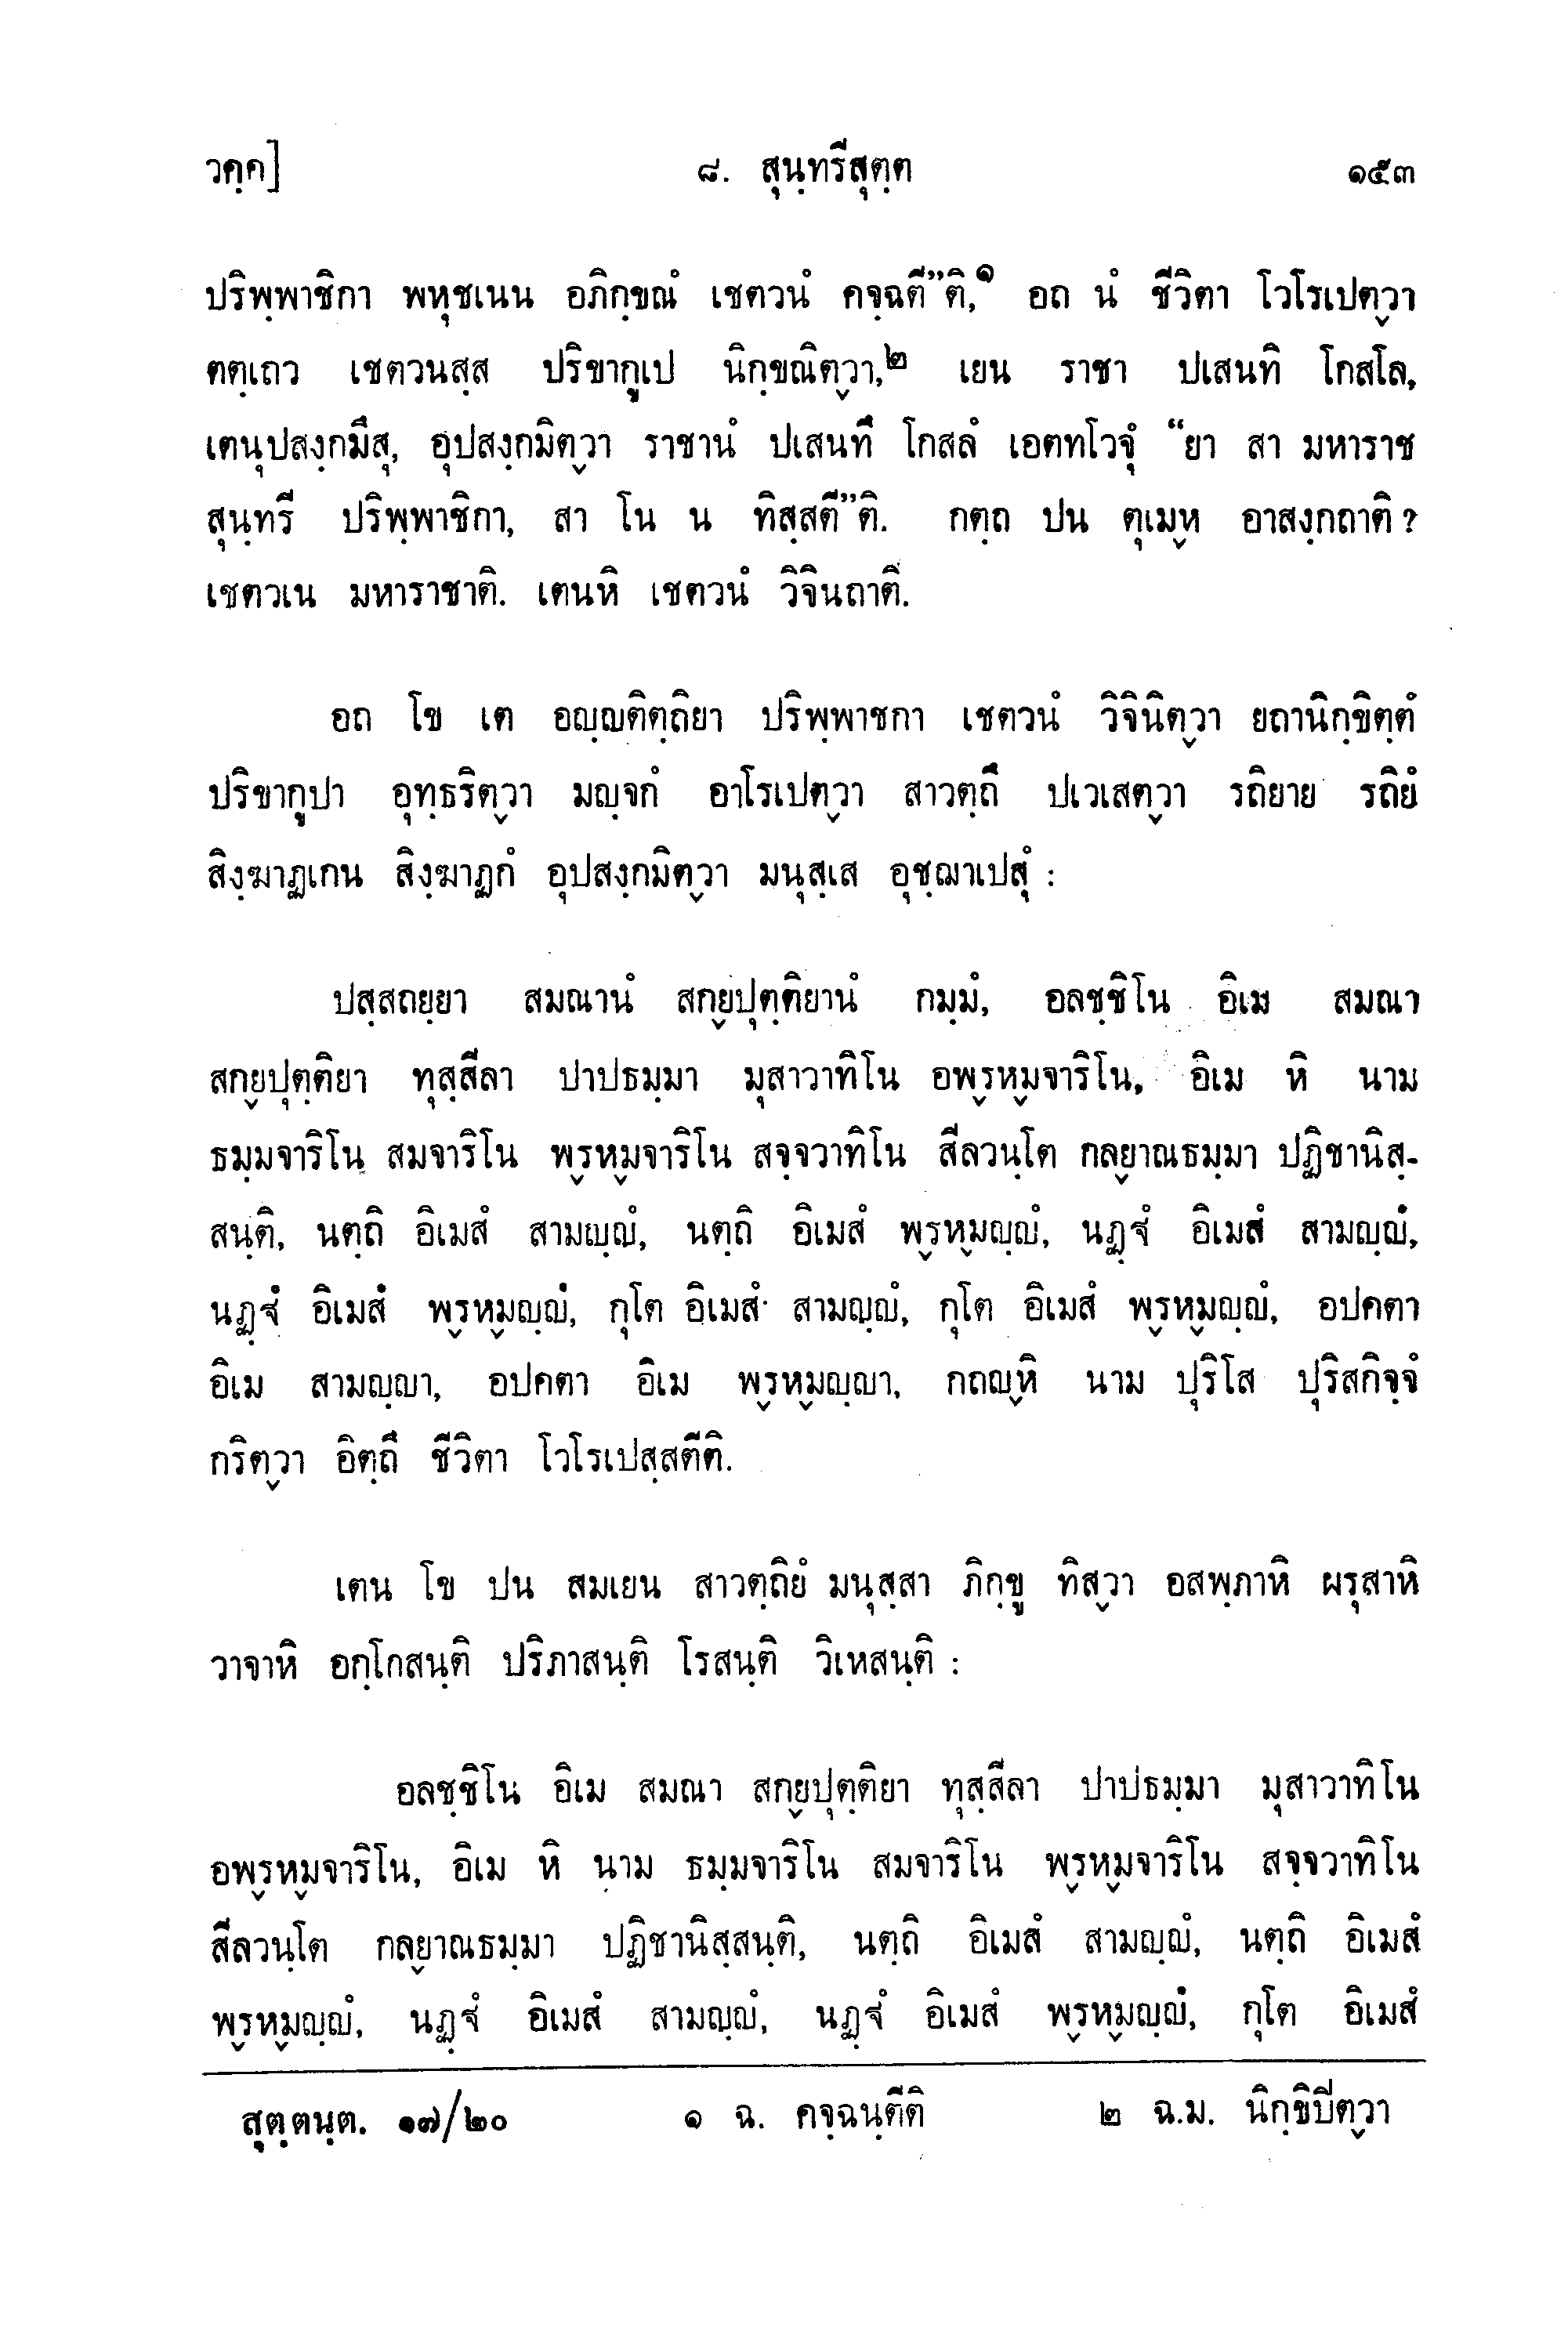 วคฺค] ๘. สุนฺทรีสุตฺต ๑๕๓
ปริพฺพาชิกา พหุชเนน อภิกฺขณํ เชตวนํ คจฺฉตี”ติ,๑ อถ นํ ชีวิตา โวโรเปตฺวา
ตตฺเถว เชตวนสฺส ปริขากูเป นิกฺขณิตฺวา,๒ เยน ราชา ปเสนทิ โกสโล,
เตนุปสงฺกมึสุ, อุปสงฺกมิตฺวา ราชานํ ปเสนทึ โกสลํ เอตทโวจุํ “ยา สา มหาราช
สุนฺทรี ปริพฺพาชิกา, สา โน น ทิสฺสตี”ติ. กตฺถ ปน ตุเมฺห อาสงฺกถาติ ?
เชตวเน มหาราชาติ. เตนหิ เชตวนํ วิจินถาติ.
อถ โข เต อญฺญติตฺถิยา ปริพฺพาชกา เชตวนํ วิจินิตฺวา ยถานิกฺขิตฺตํ
ปริขากูปา อุทฺธริตฺวา มญฺจกํ อาโรเปตฺวา สาวตฺถึ ปเวเสตฺวา รถิยาย รถิยํ
สิงฺฆาฏเกน สิงฺฆาฏกํ อุปสงฺกมิตฺวา มนุสฺเส อุชฺฌาเปสุํ :
ปสฺสถยฺยา สมณานํ สกฺยปุตฺติยานํ กมฺมํ, อลชฺชิโน อิเม สมณา
สกฺยปุตฺติยา ทุสฺสีลา ปาปธมฺมา มุสาวาทิโน อพฺรหฺมจาริโน, อิเม หิ นาม
ธมฺมจาริโน สมจาริโน พฺรหฺมจาริโน สจฺจวาทิโน สีลวนฺโต กลฺยาณธมฺมา ปฏิชานิสฺ-
สนฺติ, นตฺถิ อิเมสํ สามญฺญํ, นตฺถิ อิเมสํ พฺรหฺมญฺญํ, นฏฺฐํ อิเมสํ สามญฺญํ,
นฏฺฐํ อิเมสํ พฺรหฺมญฺญํ, กุโต อิเมสํ สามญฺญํ, กุโต อิเมสํ พฺรหฺมญฺญํ, อปคตา
อิเม สามญฺญา, อปคตา อิเม พฺรหฺมญฺญา, กถญฺหิ นาม ปุริโส ปุริสกิจฺจํ
กริตฺวา อิตฺถึ ชีวิตา โวโรเปสฺสตีติ.
เตน โข ปน สมเยน สาวตฺถิยํ มนุสฺสา ภิกฺขู ทิสฺวา อสพฺภาหิ ผรุสาหิ
วาจาหิ อกฺโกสนฺติ ปริภาสนฺติ โรสนฺติ วิเหสนฺติ :
อลชฺชิโน อิเม สมณา สกฺยปุตฺติยา ทุสฺสีลา ปาปธมฺมา มุสาวาทิโน
อพฺรหฺมจาริโน, อิเม หิ นาม ธมฺมจาริโน สมจาริโน พฺรหฺมจาริโน สจฺจวาทิโน
สีลวนฺโต กลฺยาณธมฺมา ปฏิชานิสฺสนฺติ, นตฺถิ อิเมสํ สามญฺญํ, นตฺถิ อิเมสํ
พฺรหฺมญฺญํ, นฏฺฐํ อิเมสํ สามญฺญํ, นฏฺฐํ อิเมสํ พฺรหฺมญฺญํ, กุโต อิเมสํ
สุตฺตนฺต. ๑๗/๒๐ ๑ ฉ. คจฺฉนฺตีติ ๒ ฉ.ม. นิกฺขิปีตฺวา